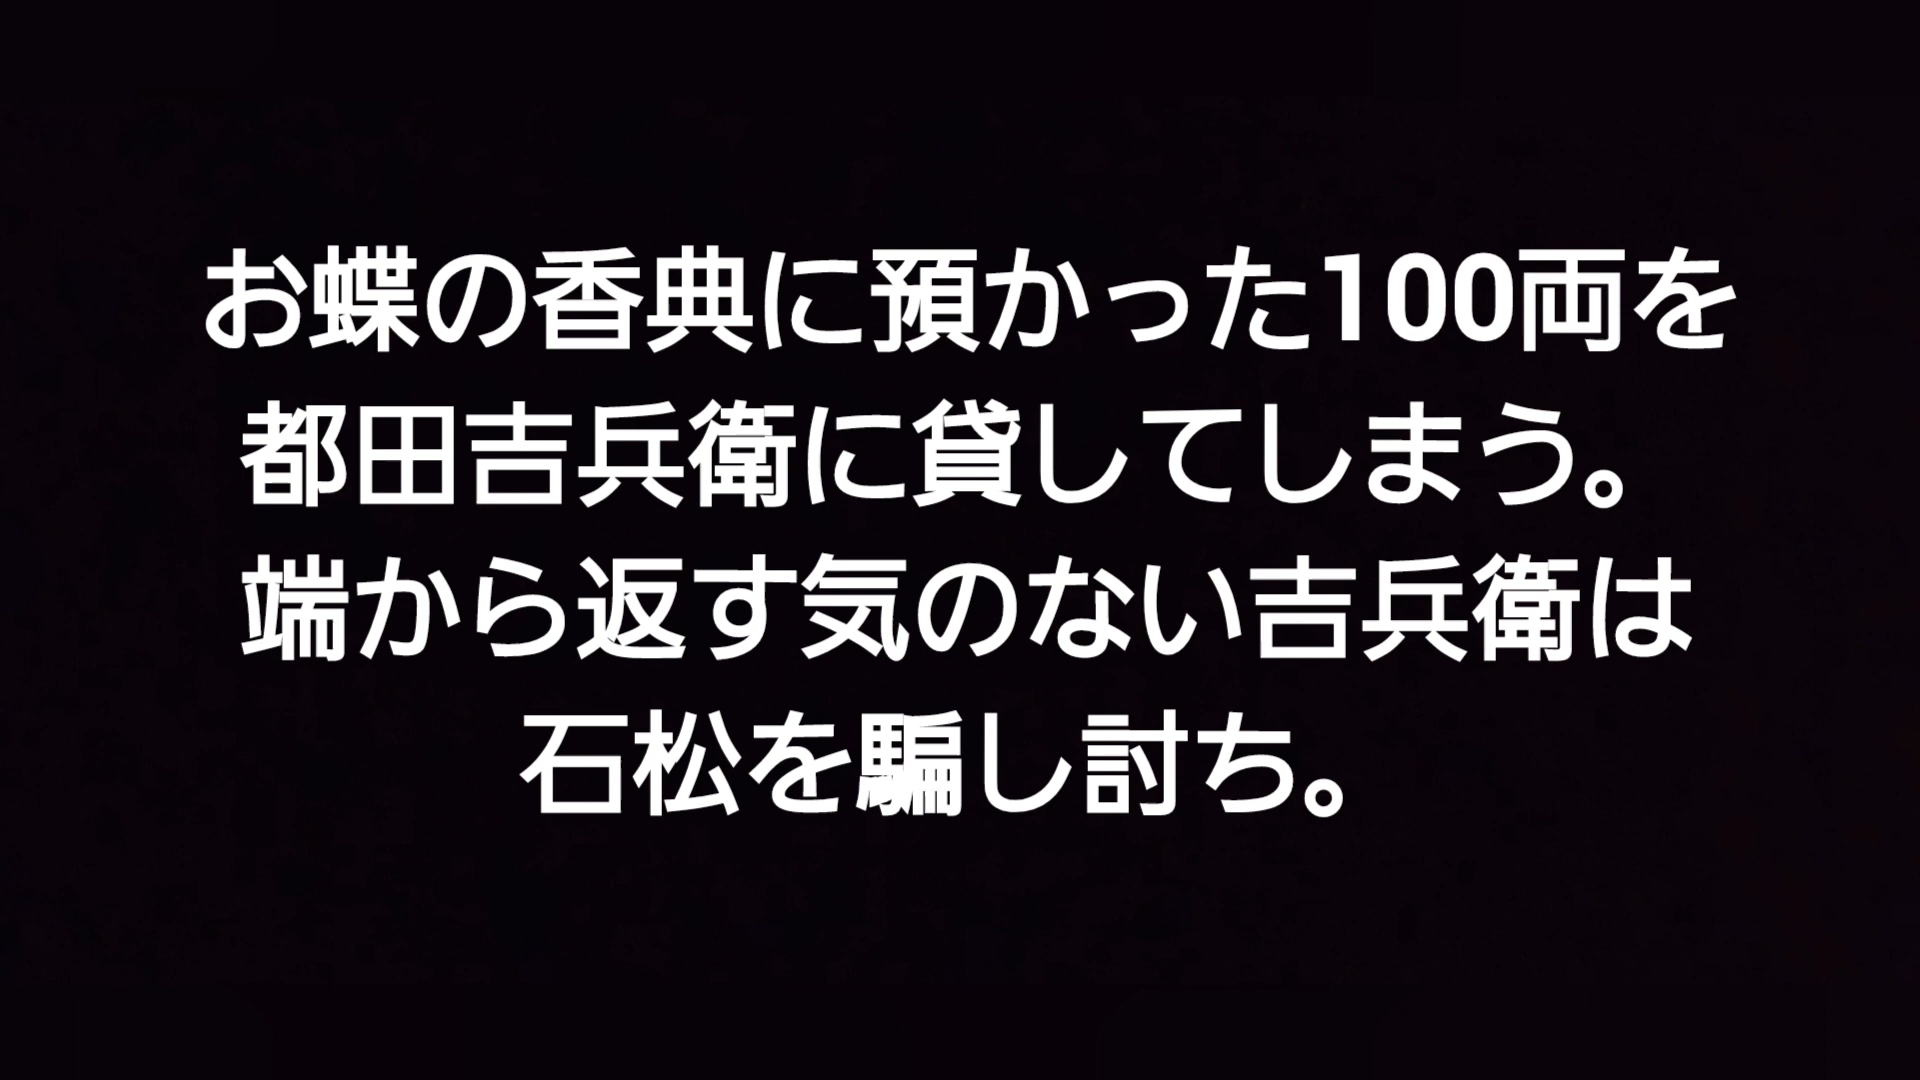 お蝶の香典に預かった100両を
都田吉兵衛に貸してしまう。
端から返す気のない吉兵衛は
石松を騙し討ち。